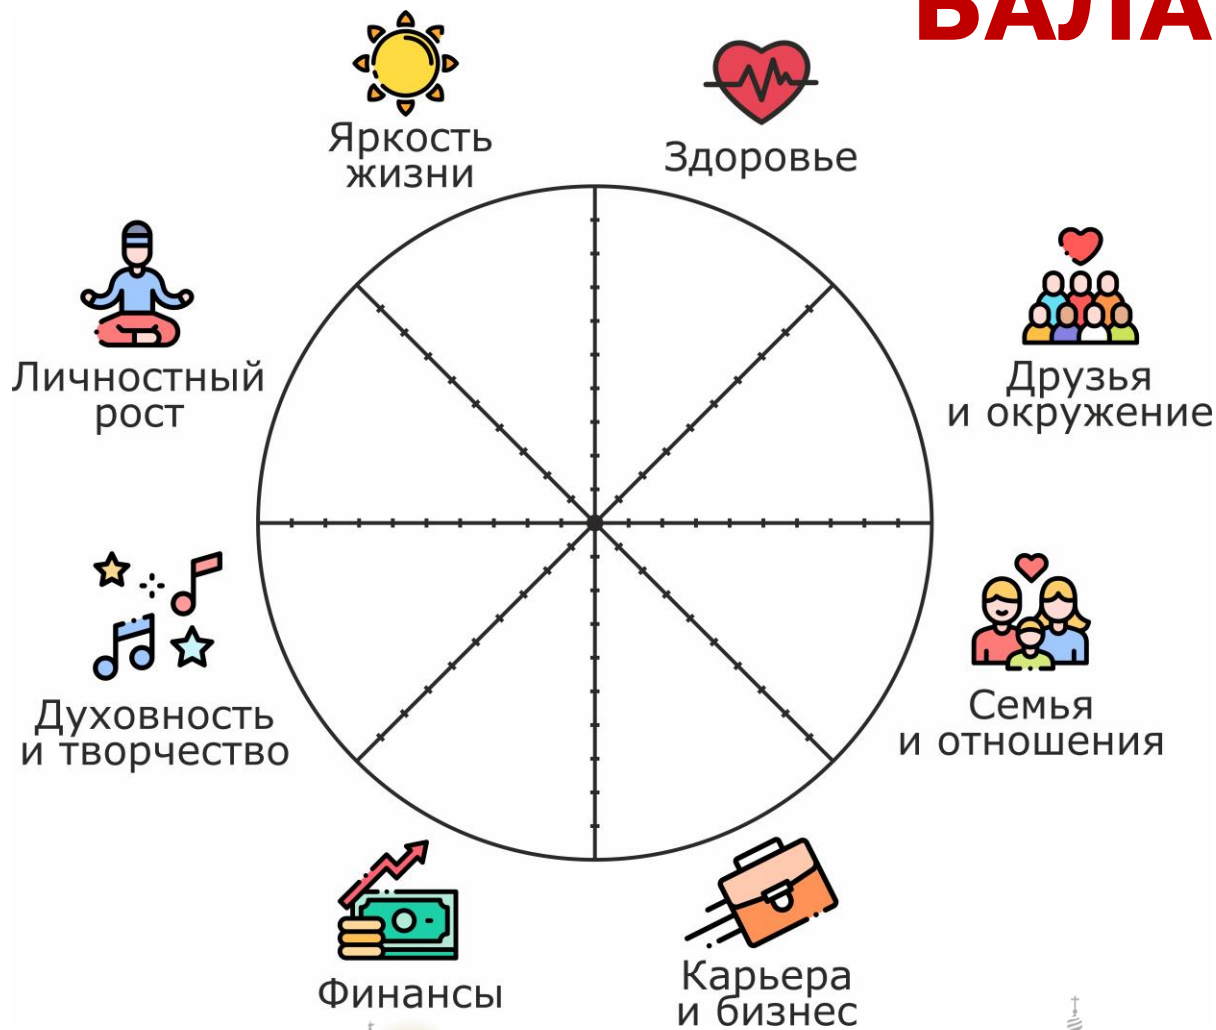 БАЛА
Яркость
жизни
Здоровье
Личностный
рост
Друзья
и окружение
Духовность
и творчество
Семья
и отношения
Финансы
Карьера
и бизнес